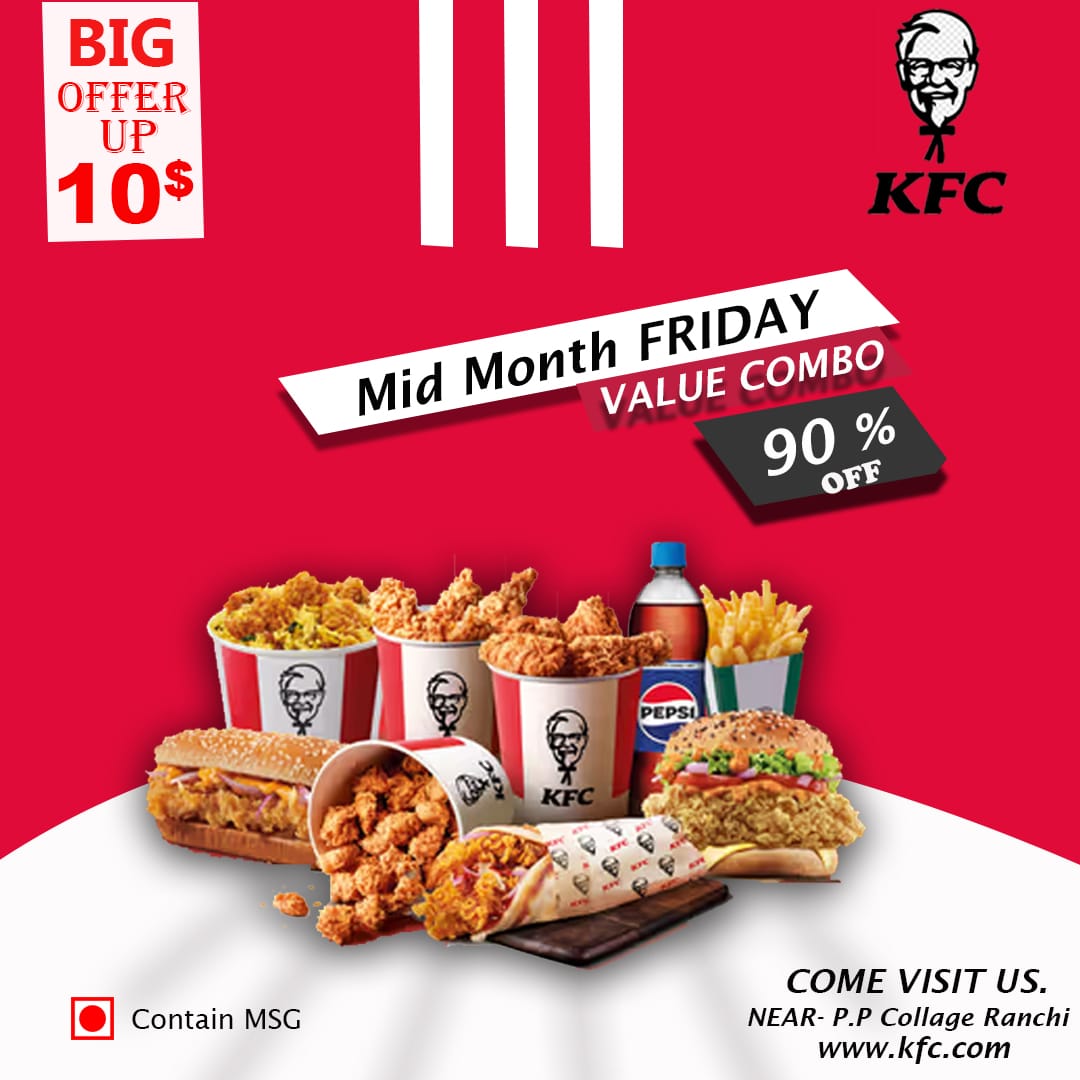 BIG
OFFER
UP
10$
KFC
Mid Month FRIDAY
VALUE COMBO
90 %
OFF
PEPSI
KFC
COME VISIT US.
NEAR- P.P Collage Ranchi
www.kfc.com
Contain MSG